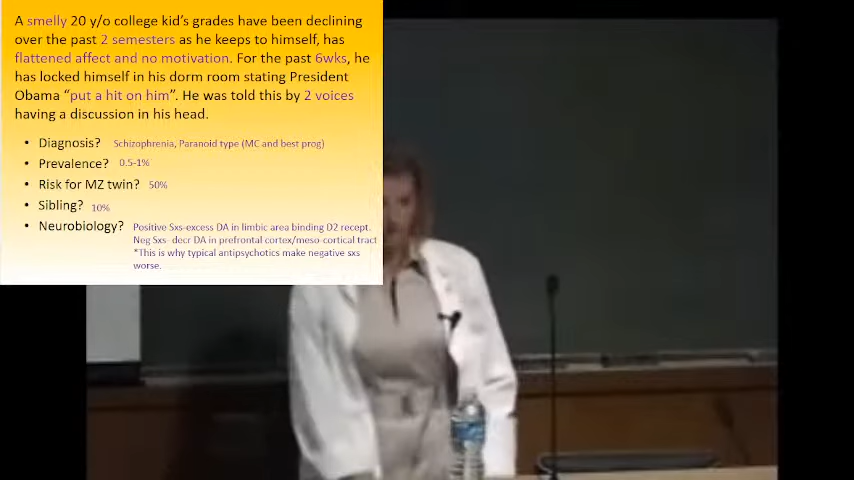 A smelly 20 y/o college kid's grades have been declining
over the past 2 semesters as he keeps to himself, has
flattened affect and no motivation. For the past 6wks, he
has locked himself in his dorm room stating President
Obama “put a hit on him”. He was told this by 2 voices
having a discussion in his head.
• Diagnosis? Schizophrenia, Paranoid type (MC and best prog)
• Prevalence? 0.5-1%
• Risk for MZ twin? 50%
• Sibling? 10%
• Neurobiology? Positive Sxs-excess DA in limbic area binding D2 recept.
Neg Sxs- decr DA in prefrontal cortex/meso-cortical tract
*This is why typical antipsychotics make negative sxs
worse.